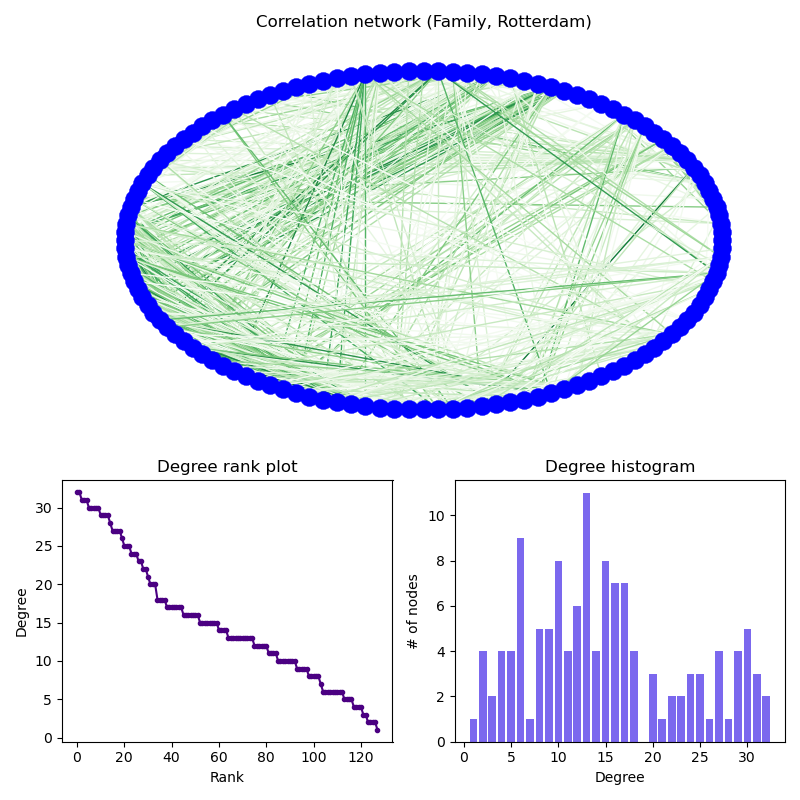 Correlation network (Family, Rotterdam)
Degree rank plot
Degree
30
25
20
15
10
5
0
0 20 40 60 80 100 120
Rank
Degree histogram
# of nodes
10
8
6
4
2
0
0 5 10 15 20 25 30
Degree